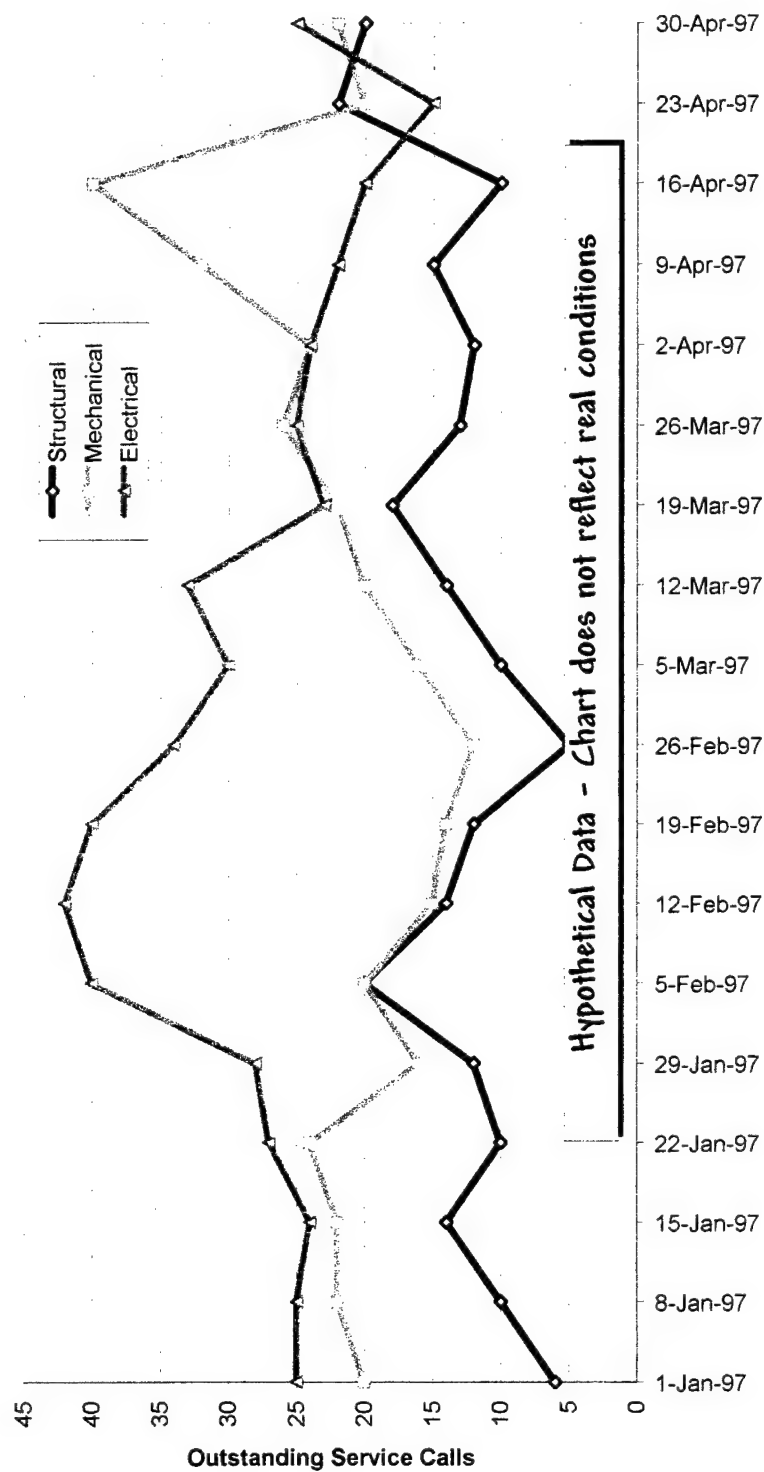 Structural
Mechanical
Electrical
45
40
35
30
25
20
15
10
5
0
Outstanding Service Calls
Hypothetical Data - Chart does not reflect real conditions
1-Jan-97
8-Jan-97
15-Jan-97
22-Jan-97
29-Jan-97
5-Feb-97
12-Feb-97
19-Feb-97
26-Feb-97
5-Mar-97
12-Mar-97
19-Mar-97
26-Mar-97
2-Apr-97
9-Apr-97
16-Apr-97
23-Apr-97
30-Apr-97